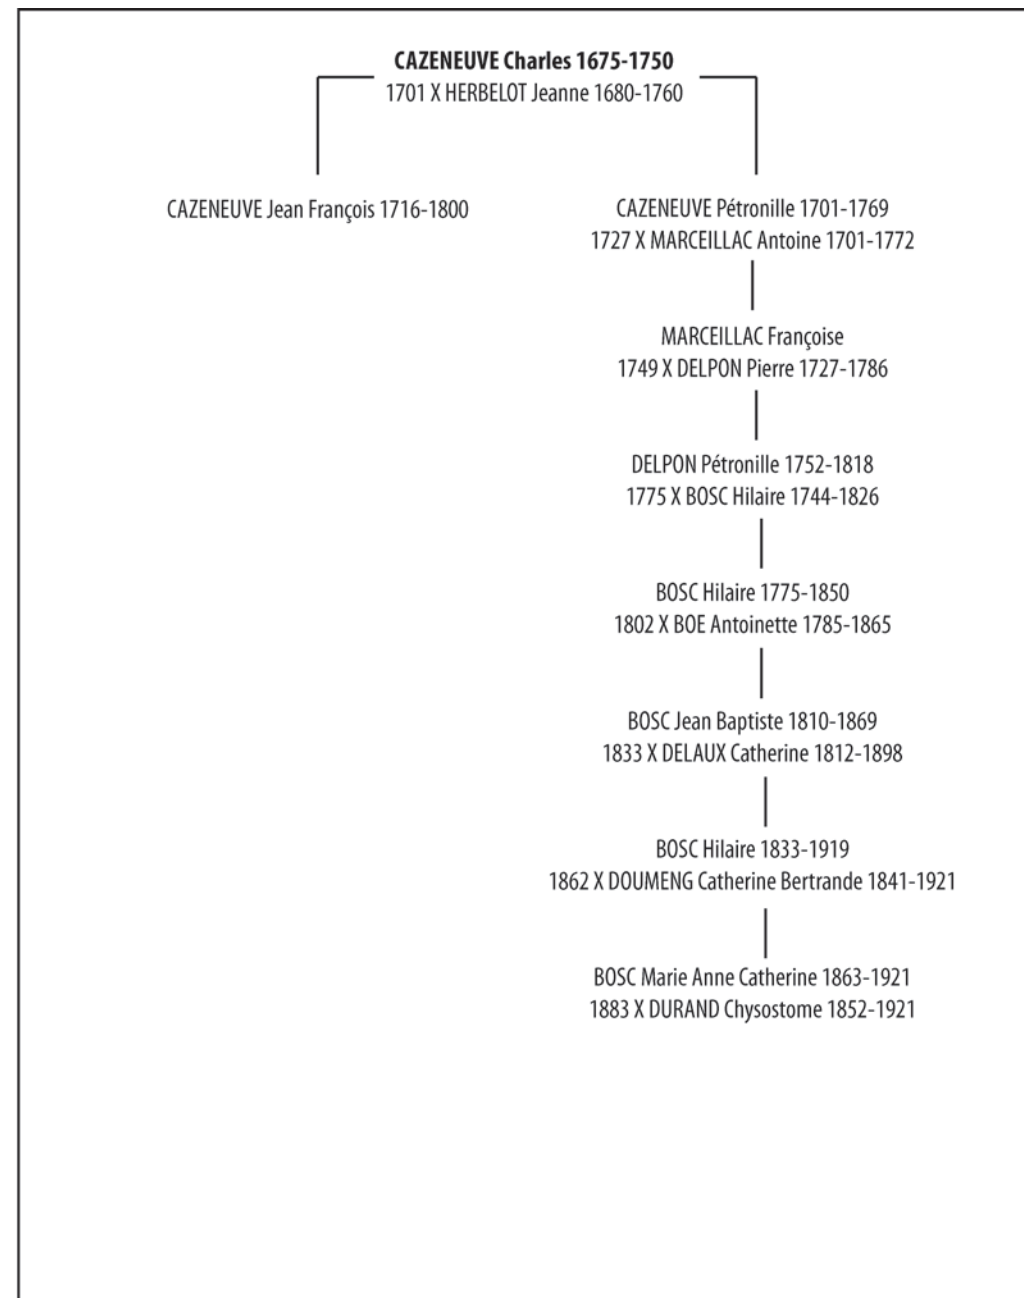 CAZENEUVE Charles 1675-1750
1701 X HERBELOT Jeanne 1680-1760
CAZENEUVE Jean François 1716-1800
CAZENEUVE Pétronille 1701-1769
1727 X MARCEILLAC Antoine 1701-1772
MARCEILLAC Françoise
1749 X DELPON Pierre 1727-1786
DELPON Pétronille 1752-1818
1775 X BOSC Hilaire 1744-1826
BOSC Hilaire 1775-1850
1802 X BOE Antoinette 1785-1865
BOSC Jean Baptiste 1810-1869
1833 X DELAUX Catherine 1812-1898
BOSC Hilaire 1833-1919
1862 X DOUMENG Catherine Bertrande 1841-1921
BOSC Marie Anne Catherine 1863-1921
1883 X DURAND Chysostome 1852-1921